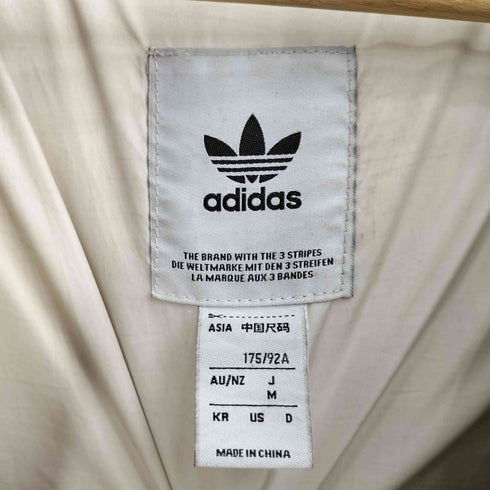 adidas
THE BRAND WITH THE 3 STRIPES
DIE WELTMARKE MIT DEN 3 STREIFEN
LA MARQUE AUX 3 BANDES
ASIA 中国尺码
175/92A
AU/NZ J
M
KR US D
MADE IN CHINA